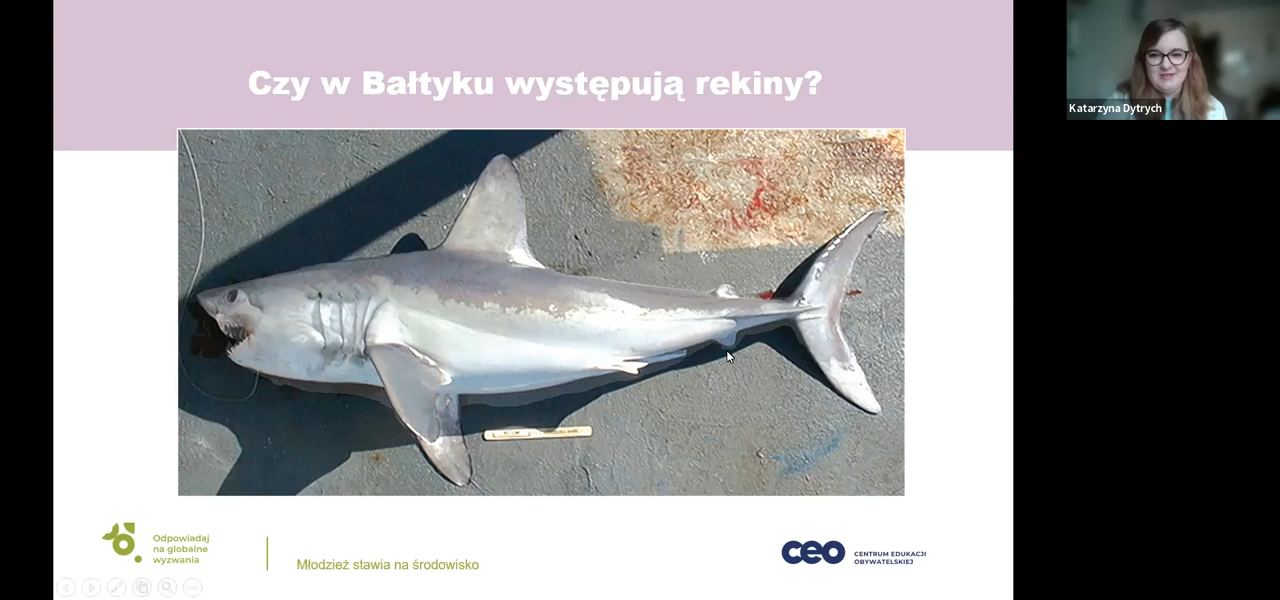 Czy w Bałtyku występują rekiny?
Katarzyna Dytrych
Odpowiadaj
na globalne
wyzwania
Młodzież stawia na środowisko
ceo
CENTRUM EDUKACJI
OBYWATELSKIEJ